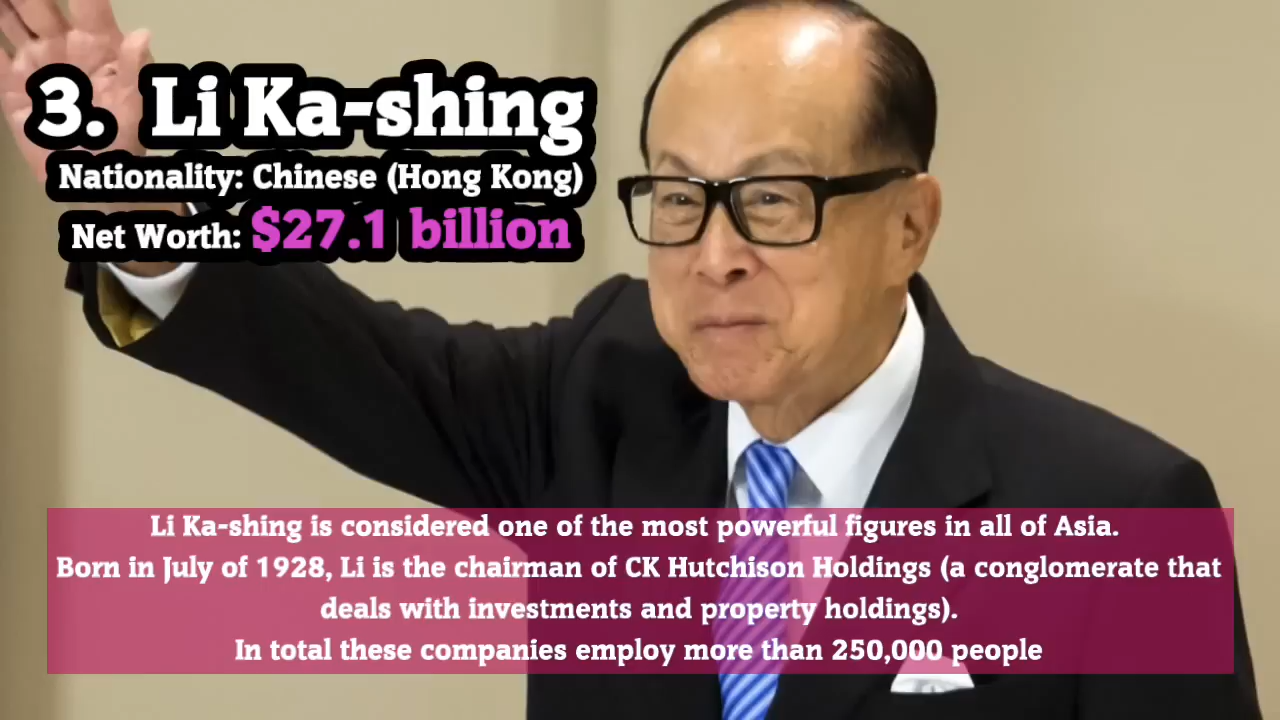 3. Li Ka-shing
Nationality: Chinese (Hong Kong)
Net Worth: $27.1 billion
Li Ka-shing is considered one of the most powerful figures in all of Asia.
Born in July of 1928, Li is the chairman of CK Hutchison Holdings (a conglomerate that
deals with investments and property holdings).
In total these companies employ more than 250,000 people